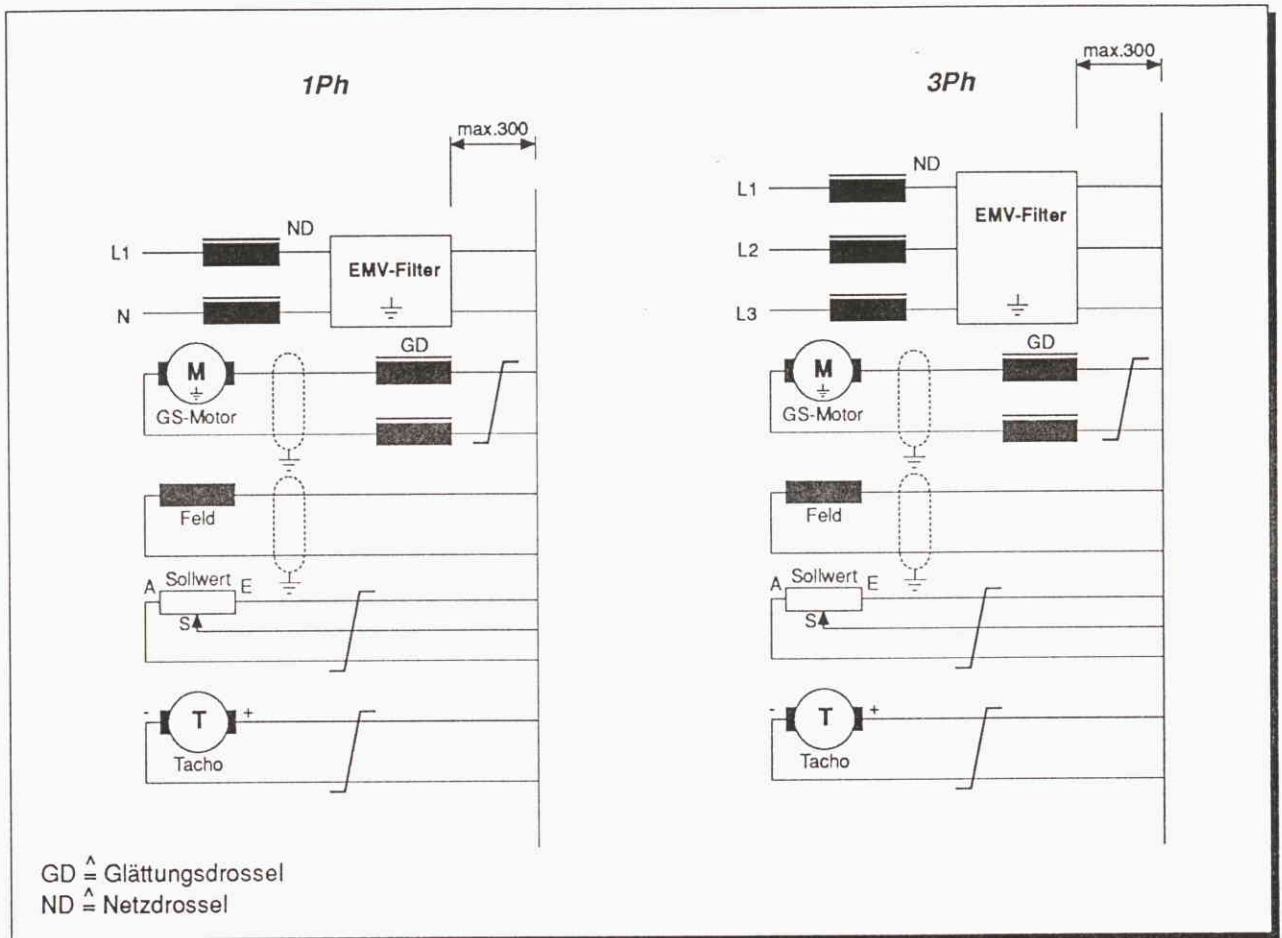 1Ph
max.300
ND
L1
EMV-Filter
N
GD
M
GS-Motor
Feld
Sollwert
A
E
S
-
T
+
Tacho
3Ph
max.300
ND
L1
EMV-Filter
L2
L3
GD
M
GS-Motor
Feld
Sollwert
A
E
S
-
T
+
Tacho
GD ≙ Glättungsdrossel
ND ≙ Netzdrossel